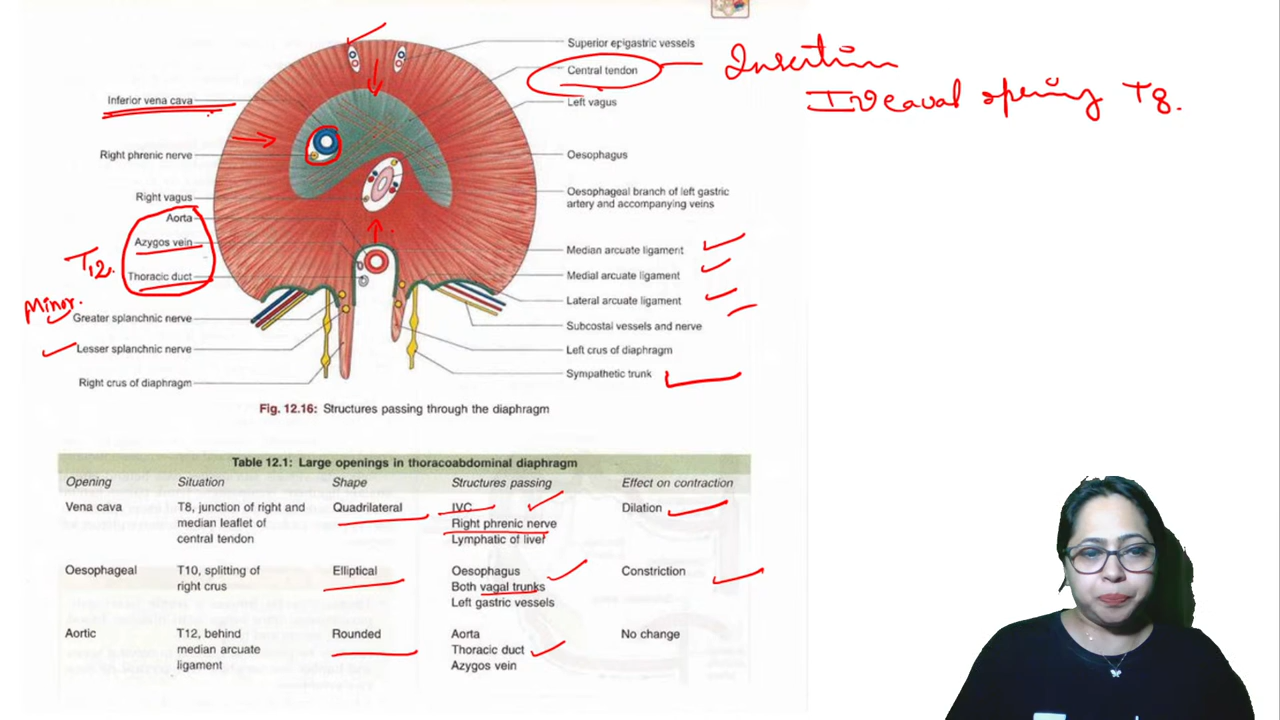 Superior epigastric vessels
Central tendon
Insertion
Inferior vena cava
Left vagus
IVC caval opening T8.
Right phrenic nerve
Oesophagus
Right vagus
Oesophageal branch of left gastric
artery and accompanying veins
Aorta
Azygos vein
Median arcuate ligament
T12.
Thoracic duct
Medial arcuate ligament
Minor.
Lateral arcuate ligament
Greater splanchnic nerve
Subcostal vessels and nerve
Lesser splanchnic nerve
Left crus of diaphragm
Right crus of diaphragm
Sympathetic trunk
Fig. 12.16: Structures passing through the diaphragm
Table 12.1: Large openings in thoracoabdominal diaphragm
Opening Situation Shape Structures passing Effect on contraction
Vena cava T8, junction of right and Quadrilateral IVC Dilation
median leaflet of Right phrenic nerve
central tendon Lymphatic of liver
Oesophageal T10, splitting of Elliptical Oesophagus Constriction
right crus Both vagal trunks
Left gastric vessels
Aortic T12, behind Rounded Aorta No change
median arcuate Thoracic duct
ligament Azygos vein